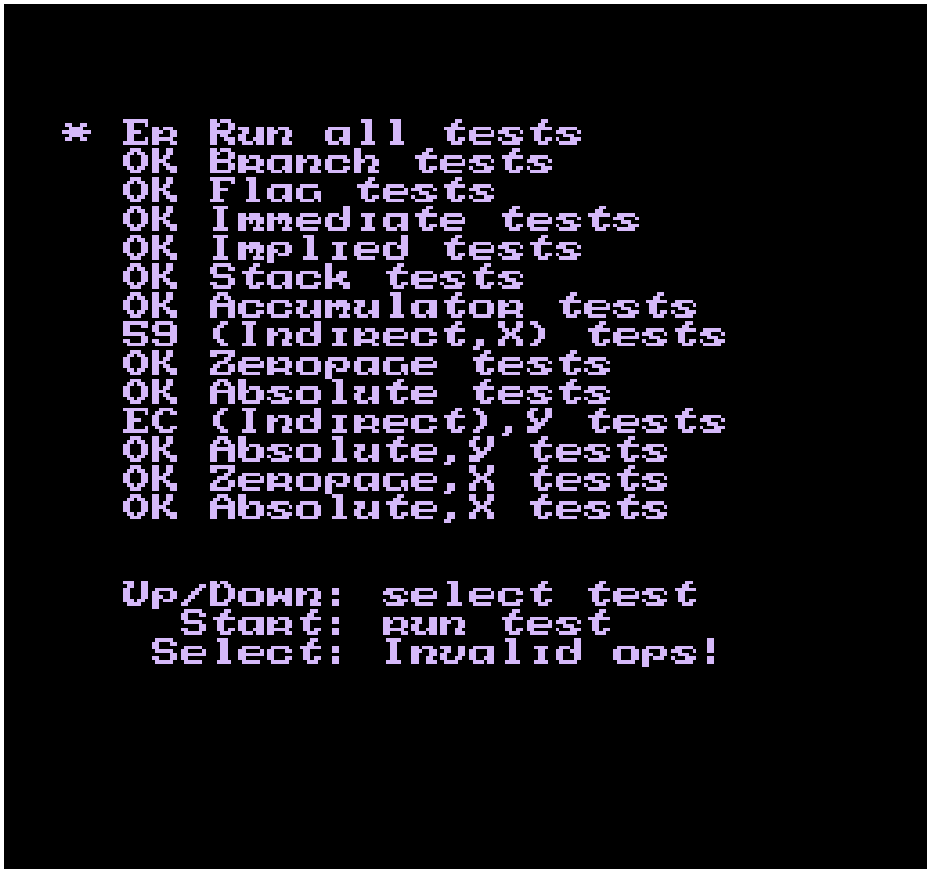 * Er Run all tests
OK Branch tests
OK Flag tests
OK Immediate tests
OK Implied tests
OK Stack tests
OK Accumulator tests
59 (Indirect,X) tests
OK Zeropage tests
OK Absolute tests
EC (Indirect),Y tests
OK Absolute,Y tests
OK Zeropage,X tests
OK Absolute,X tests
Up/Down: select test
Start: run test
Select: Invalid ops!